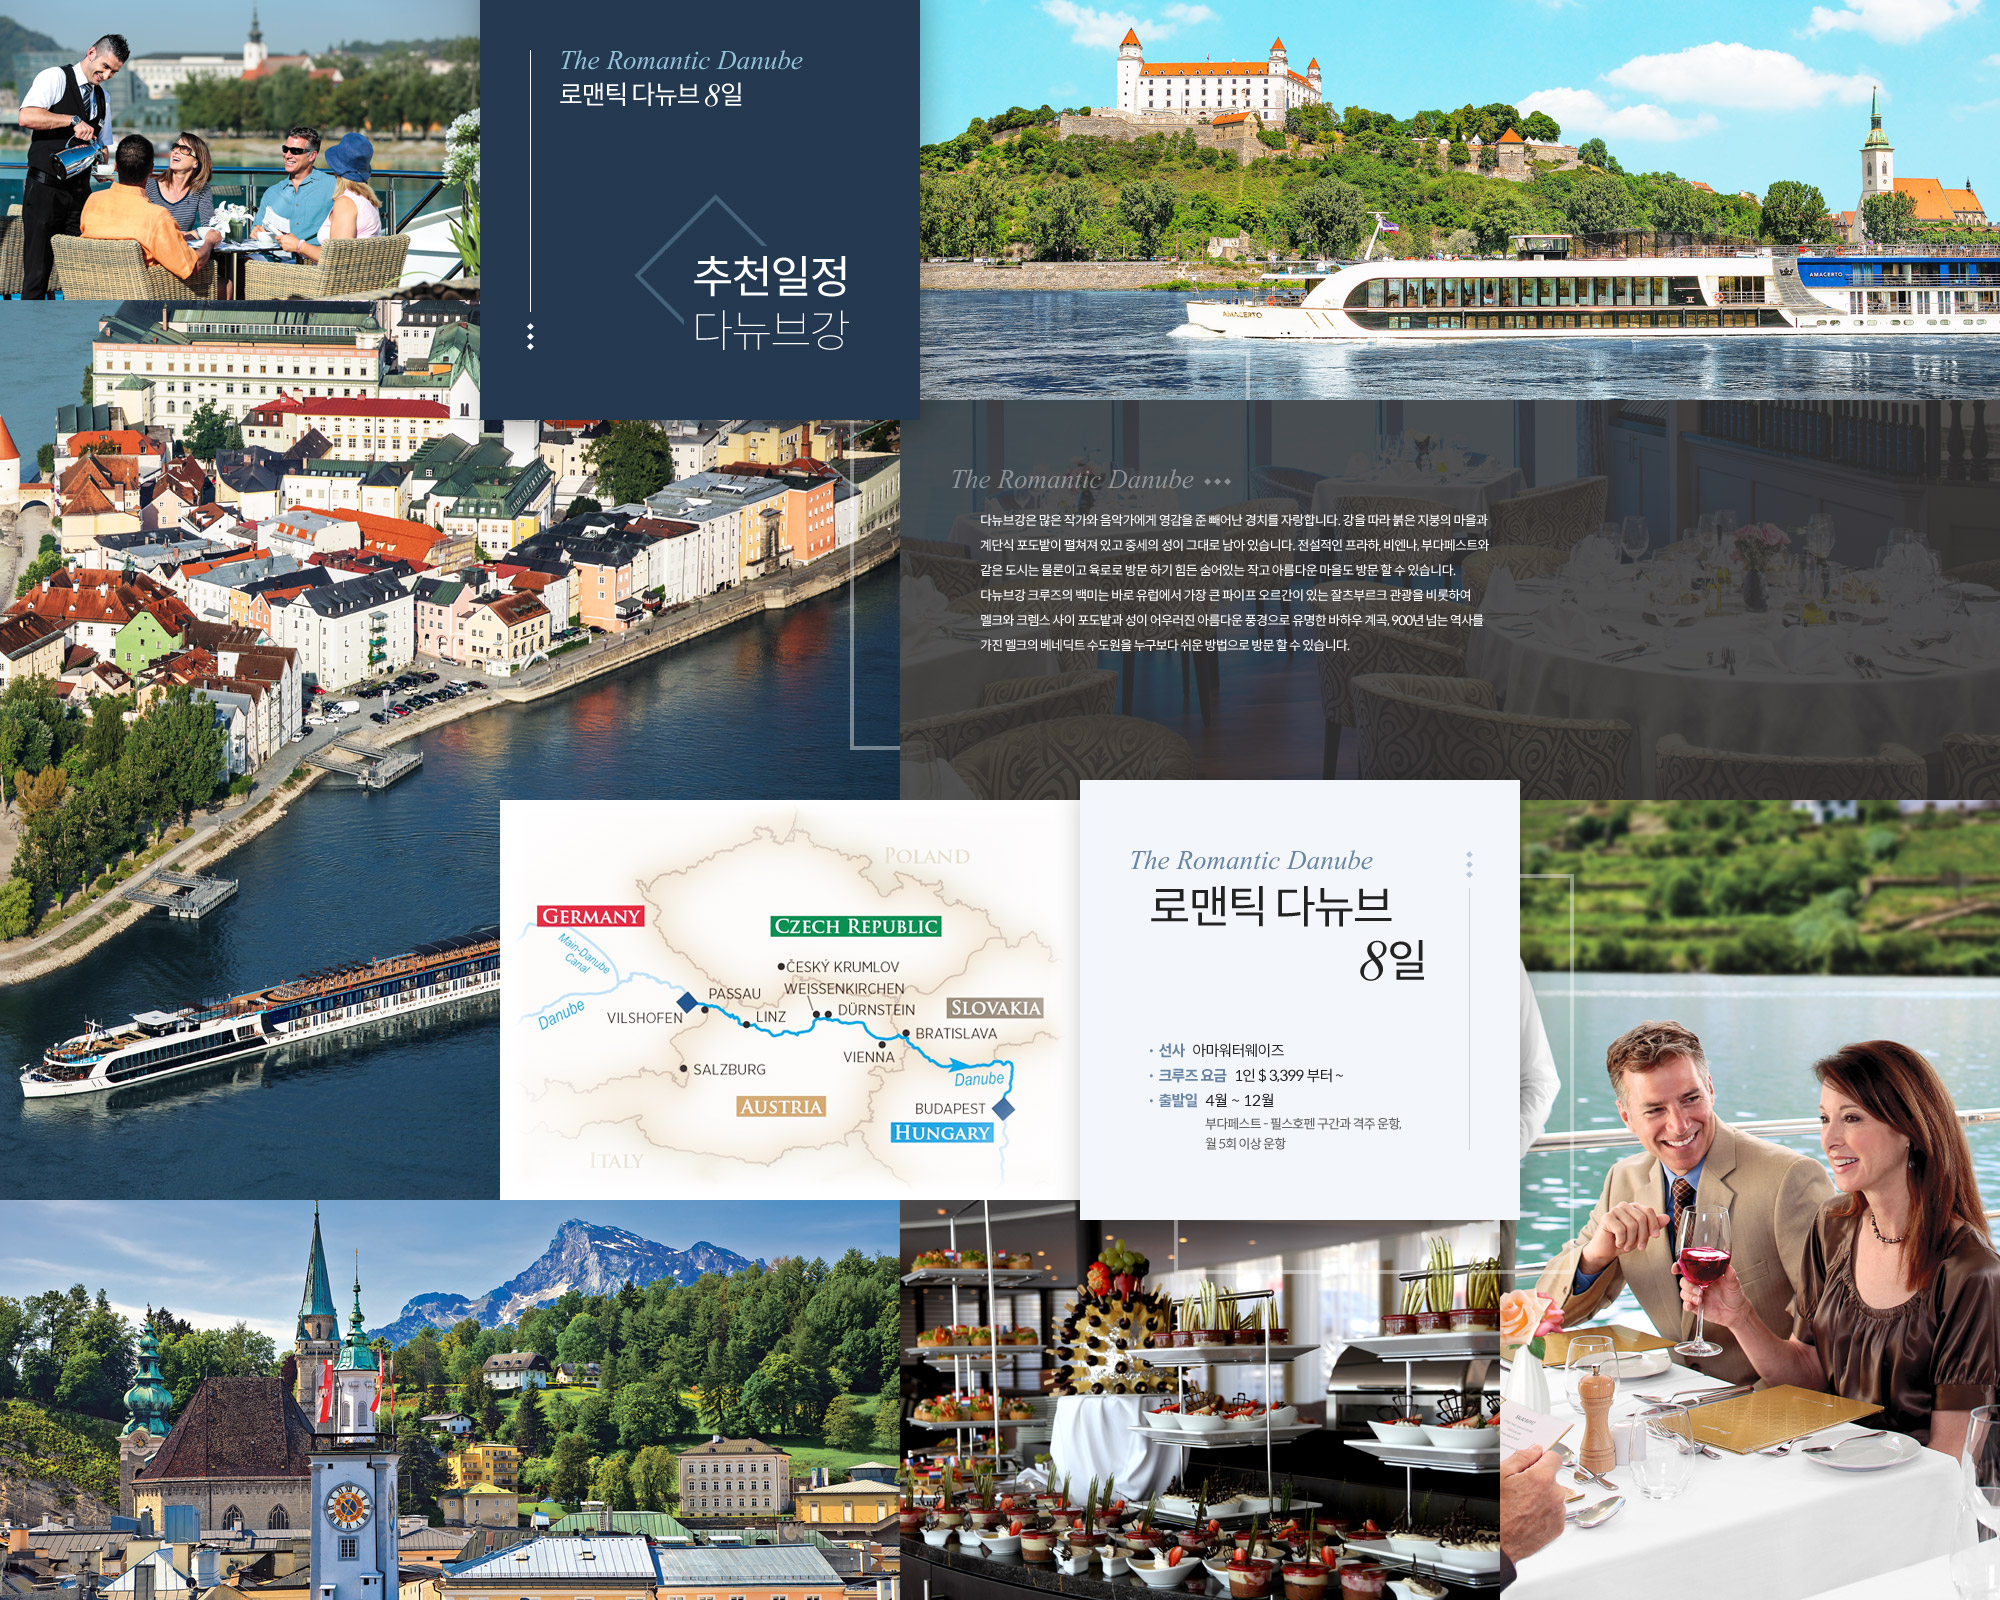 The Romantic Danube
로맨틱 다뉴브 8일
추천일정
다뉴브강
AMACERTO
AMACERTO
The Romantic Danube
다뉴브강은 많은 작가와 음악가에게 영감을 준 빼어난 경치를 자랑합니다. 강을 따라 붉은 지붕의 마을과
계단식 포도밭이 펼쳐져 있고 중세의 성이 그대로 남아 있습니다. 전설적인 프라하, 비엔나, 부다페스트와
같은 도시는 물론이고 육로로 방문 하기 힘든 숨어있는 작고 아름다운 마을도 방문 할 수 있습니다.
다뉴브강 크루즈의 백미는 바로 유럽에서 가장 큰 파이프 오르간이 있는 잘츠부르크 관광을 비롯하여
멜크와 크렘스 사이 포도밭과 성이 어우러진 아름다운 풍경으로 유명한 바하우 계곡, 900년 넘는 역사를
가진 멜크의 베네딕트 수도원을 누구보다 쉬운 방법으로 방문 할 수 있습니다.
POLAND
GERMANY
CZECH REPUBLIC
Main-Danube
Canal
ČESKÝ KRUMLOV
WEISSENKIRCHEN
PASSAU
DÜRNSTEIN
SLOVAKIA
Danube
VILSHOFEN
LINZ
BRATISLAVA
VIENNA
SALZBURG
Danube
AUSTRIA
BUDAPEST
HUNGARY
ITALY
The Romantic Danube
로맨틱 다뉴브
8일
· 선사 아마워터웨이즈
· 크루즈 요금 1인 $ 3,399 부터 ~
· 출발일 4월 ~ 12월
부다페스트 - 필스호펜 구간과 격주 운항,
월 5회 이상 운항